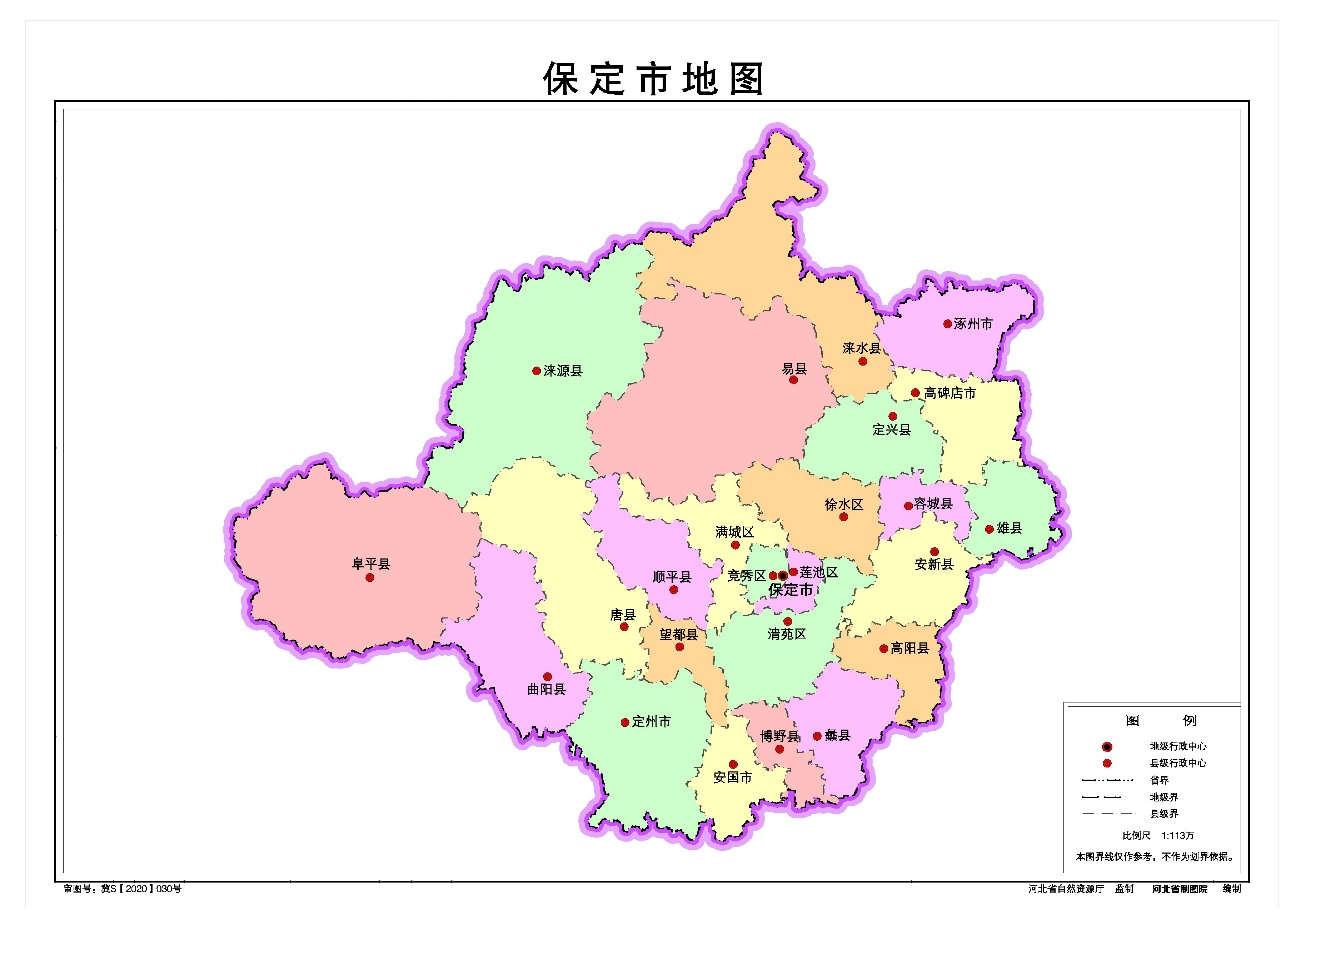 保定市地图
涿州市
涞水县
涞源县
易县
高碑店市
定兴县
徐水区
容城县
雄县
满城区
安新县
阜平县
竞秀区
莲池区
顺平县
保定市
唐县
望都县
清苑区
高阳县
曲阳县
定州市
博野县
蠡县
安国市
图 例
地级行政中心
县级行政中心
省界
地级界
县级界
比例尺 1:113万
本图界线仅作参考，不作为划界依据。
审图号：冀S【2020】030号
河北省自然资源厅 监制 河北省制图院 编制